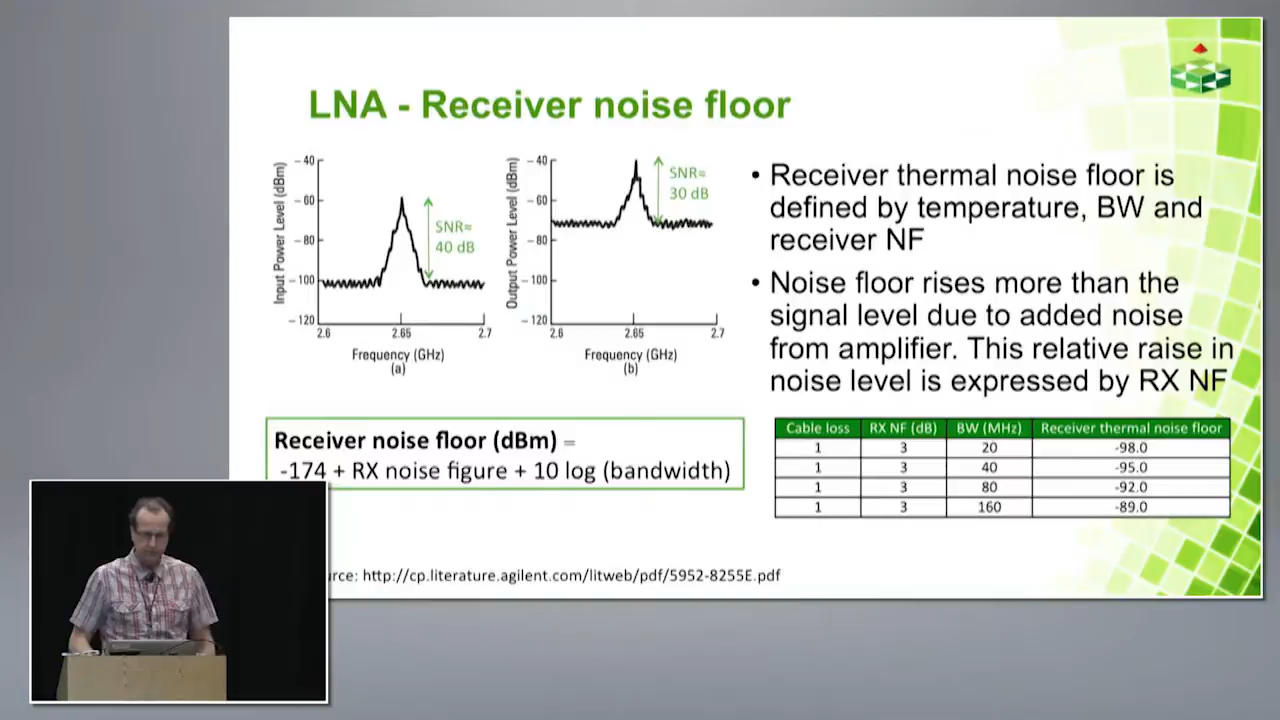 LNA - Receiver noise floor
Input Power Level (dBm)
– 40
– 60
– 80
– 100
– 120
2.6
2.65
2.7
Frequency (GHz)
(a)
SNR≈
40 dB
Output Power Level (dBm)
– 40
– 60
– 80
– 100
– 120
2.6
2.65
2.7
Frequency (GHz)
(b)
SNR≈
30 dB
• Receiver thermal noise floor is
defined by temperature, BW and
receiver NF
• Noise floor rises more than the
signal level due to added noise
from amplifier. This relative raise in
noise level is expressed by RX NF
Receiver noise floor (dBm) =
-174 + RX noise figure + 10 log (bandwidth)
Cable loss RX NF (dB) BW (MHz) Receiver thermal noise floor
1 3 20 -98.0
1 3 40 -95.0
1 3 80 -92.0
1 3 160 -89.0
http://cp.literature.agilent.com/litweb/pdf/5952-8255E.pdf